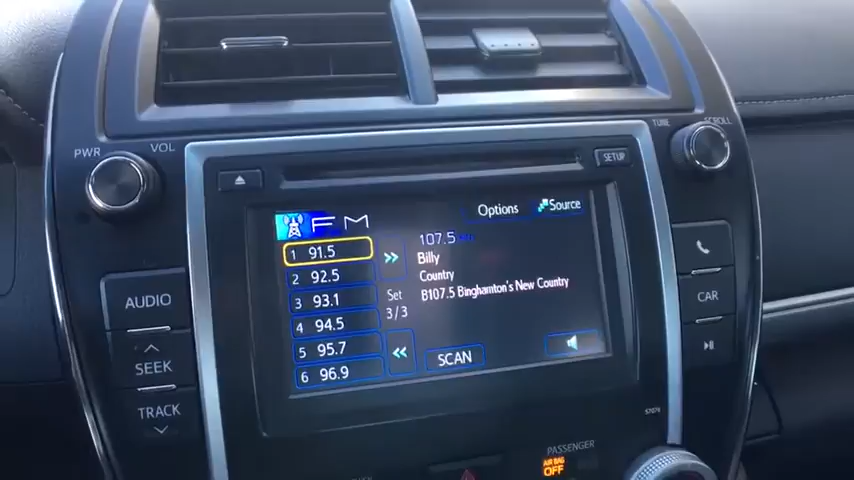 PWR VOL
TUNE SCROLL
SETUP
FM
Options Source
1 91.5
2 92.5
3 93.1
4 94.5
5 95.7
6 96.9
Set
3/3
107.5
Billy
Country
B107.5 Binghamton's New Country
SCAN
AUDIO
SEEK
TRACK
CAR
57074
PASSENGER
AIR BAG
OFF